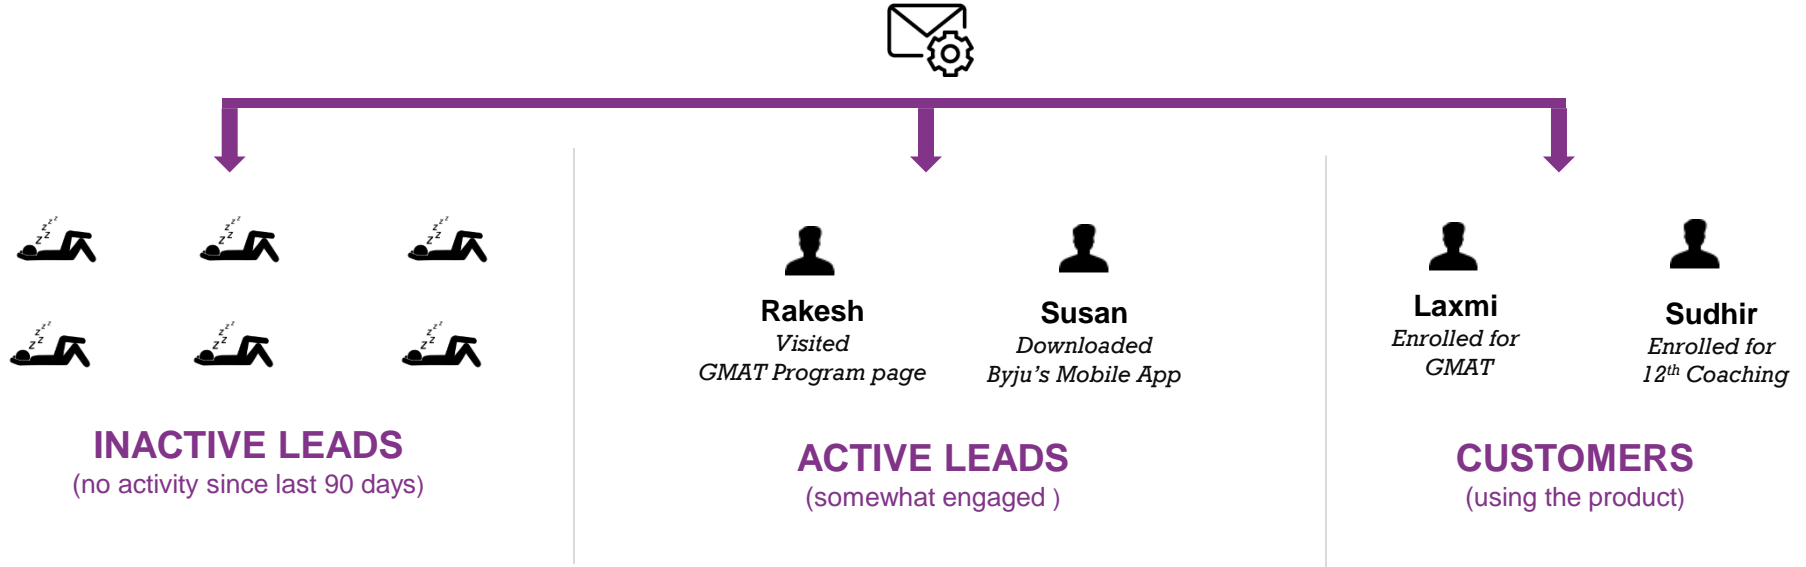 z z z z z
z z z z z
z z z z z
z z z z z
z z z z z
z z z z z
INACTIVE LEADS
(no activity since last 90 days)
Rakesh
Visited
GMAT Program page
Susan
Downloaded
Byju's Mobile App
ACTIVE LEADS
(somewhat engaged )
Laxmi
Enrolled for
GMAT
Sudhir
Enrolled for
12th Coaching
CUSTOMERS
(using the product)